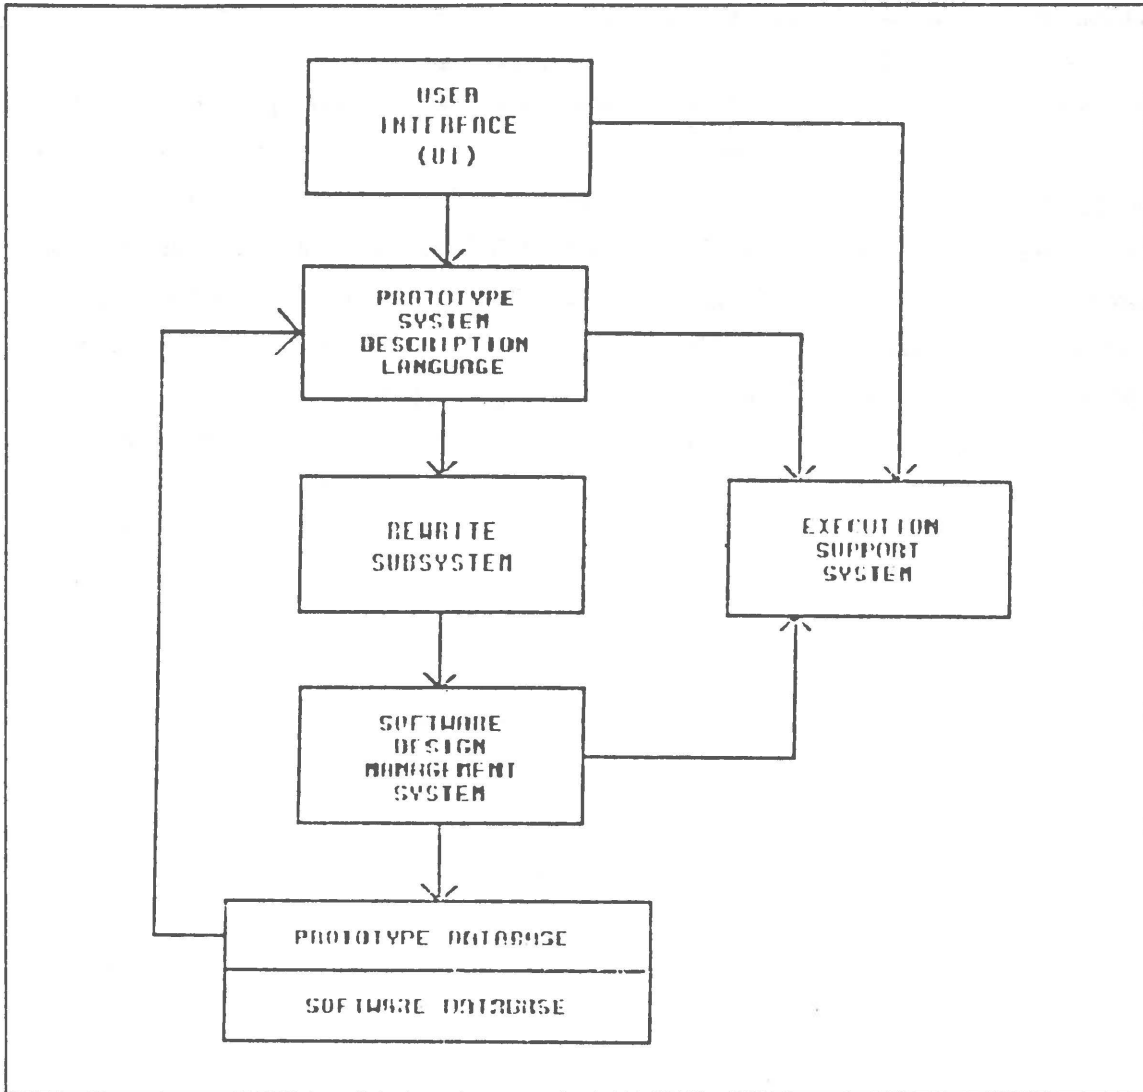 USER
INTERFACE
(UI)
PROTOTYPE
SYSTEM
DESCRIPTION
LANGUAGE
REWRITE
SUBSYSTEM
EXECUTION
SUPPORT
SYSTEM
SOFTWARE
DESIGN
MANAGEMENT
SYSTEM
PROTOTYPE DATABASE
SOFTWARE DATABASE